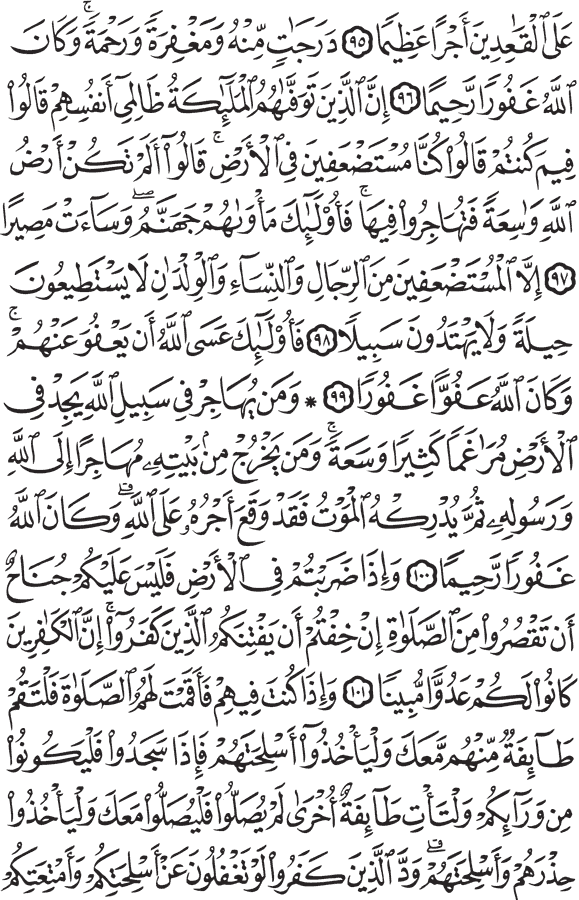 عَلَى ٱلْقَٰعِدِينَ أَجْرًا عَظِيمًا ٩٥ دَرَجَٰتٍ مِّنْهُ وَمَغْفِرَةً وَرَحْمَةً ۚ وَكَانَ
ٱللَّهُ غَفُورًا رَّحِيمًا ٩٦ إِنَّ ٱلَّذِينَ تَوَفَّىٰهُمُ ٱلْمَلَٰٓئِكَةُ ظَالِمِىٓ أَنفُسِهِمْ قَالُوا۟
فِيمَ كُنتُمْ قَالُوا۟ كُنَّا مُسْتَضْعَفِينَ فِى ٱلْأَرْضِ ۚ قَالُوٓا۟ أَلَمْ تَكُنْ أَرْضُ
ٱللَّهِ وَٰسِعَةً فَتُهَاجِرُوا۟ فِيهَا ۚ فَأُو۟لَٰٓئِكَ مَأْوَىٰهُمْ جَهَنَّمُ ۖ وَسَآءَتْ مَصِيرًا
٩٧ إِلَّا ٱلْمُسْتَضْعَفِينَ مِنَ ٱلرِّجَالِ وَٱلنِّسَآءِ وَٱلْوِلْدَٰنِ لَا يَسْتَطِيعُونَ
حِيلَةً وَلَا يَهْتَدُونَ سَبِيلًا ٩٨ فَأُو۟لَٰٓئِكَ عَسَى ٱللَّهُ أَن يَعْفُوَ عَنْهُمْ ۚ
وَكَانَ ٱللَّهُ عَفُوًّا غَفُورًا ٩٩ * وَمَن يُهَاجِرْ فِى سَبِيلِ ٱللَّهِ يَجِدْ فِى
ٱلْأَرْضِ مُرَٰغَمًا كَثِيرًا وَسَعَةً ۚ وَمَن يَخْرُجْ مِنۢ بَيْتِهِۦ مُهَاجِرًا إِلَى ٱللَّهِ
وَرَسُولِهِۦ ثُمَّ يُدْرِكْهُ ٱلْمَوْتُ فَقَدْ وَقَعَ أَجْرُهُۥ عَلَى ٱللَّهِ ۗ وَكَانَ ٱللَّهُ
غَفُورًا رَّحِيمًا ١٠٠ وَإِذَا ضَرَبْتُمْ فِى ٱلْأَرْضِ فَلَيْسَ عَلَيْكُمْ جُنَاحٌ
أَن تَقْصُرُوا۟ مِنَ ٱلصَّلَوٰةِ إِنْ خِفْتُمْ أَن يَفْتِنَكُمُ ٱلَّذِينَ كَفَرُوٓا۟ ۚ إِنَّ ٱلْكَٰفِرِينَ
كَانُوا۟ لَكُمْ عَدُوًّا مُّبِينًا ١٠١ وَإِذَا كُنتَ فِيهِمْ فَأَقَمْتَ لَهُمُ ٱلصَّلَوٰةَ فَلْتَقُمْ
طَآئِفَةٌ مِّنْهُم مَّعَكَ وَلْيَأْخُذُوٓا۟ أَسْلِحَتَهُمْ فَإِذَا سَجَدُوا۟ فَلْيَكُونُوا۟
مِن وَرَآئِكُمْ وَلْتَأْتِ طَآئِفَةٌ أُخْرَىٰ لَمْ يُصَلُّوا۟ فَلْيُصَلُّوا۟ مَعَكَ وَلْيَأْخُذُوا۟
حِذْرَهُمْ وَأَسْلِحَتَهُمْ ۗ وَدَّ ٱلَّذِينَ كَفَرُوا۟ لَوْ تَغْفُلُونَ عَنْ أَسْلِحَتِكُمْ وَأَمْتِعَتِكُمْ